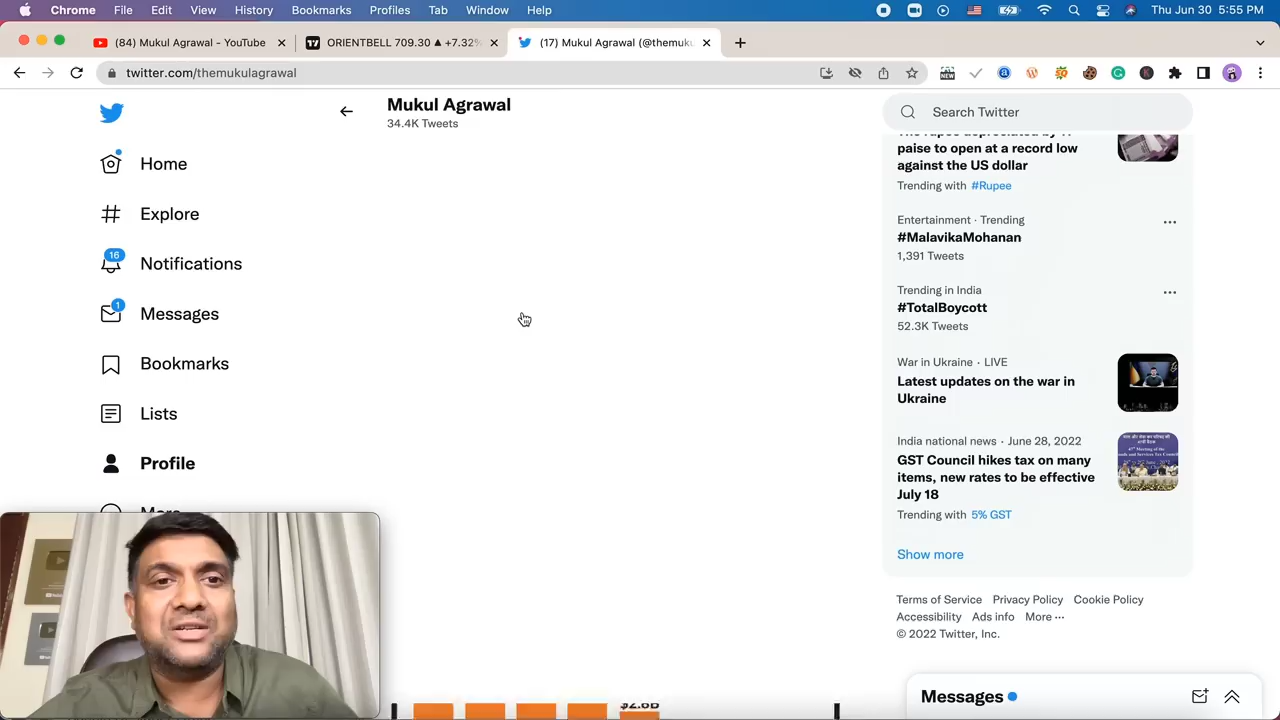 Chrome File Edit View History Bookmarks Profiles Tab Window Help Thu Jun 30 5:55 PM
(84) Mukul Agrawal - YouTube
ORIENTBELL 709.30 ▲ +7.32%
(17) Mukul Agrawal (@themuku
twitter.com/themukulagrawal
NEW
Mukul Agrawal
34.4K Tweets
Home
Explore
16
Notifications
1
Messages
Bookmarks
Lists
Profile
More
$2.6B
Search Twitter
paise to open at a record low
against the US dollar
Trending with #Rupee
Entertainment · Trending
#MalavikaMohanan
1,391 Tweets
Trending in India
#TotalBoycott
52.3K Tweets
War in Ukraine · LIVE
Latest updates on the war in
Ukraine
India national news · June 28, 2022
GST Council hikes tax on many
items, new rates to be effective
July 18
Trending with 5% GST
Show more
Terms of Service Privacy Policy Cookie Policy
Accessibility Ads info More ···
© 2022 Twitter, Inc.
Messages